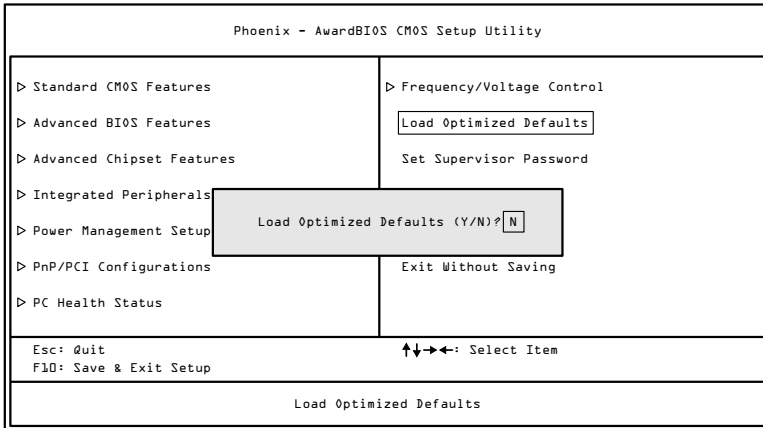 Phoenix - AwardBIOS CMOS Setup Utility
▷ Standard CMOS Features
▷ Advanced BIOS Features
▷ Advanced Chipset Features
▷ Integrated Peripherals
▷ Power Management Setup
▷ PnP/PCI Configurations
▷ PC Health Status
▷ Frequency/Voltage Control
Load Optimized Defaults
Set Supervisor Password
Exit Without Saving
Load Optimized Defaults (Y/N)? N
Esc: Quit
F10: Save & Exit Setup
↑↓→←: Select Item
Load Optimized Defaults